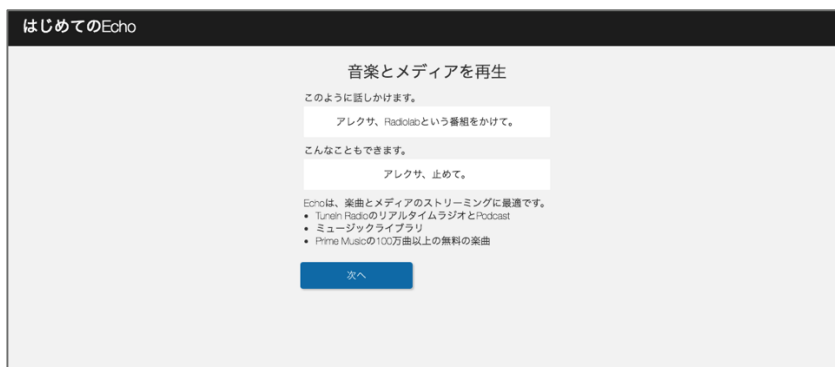 はじめてのEcho
音楽とメディアを再生
このように話しかけます。
アレクサ、Radiolabという番組をかけて。
こんなこともできます。
アレクサ、止めて。
Echoは、楽曲とメディアのストリーミングに最適です。
• TuneIn RadioのリアルタイムラジオとPodcast
• ミュージックライブラリ
• Prime Musicの100万曲以上の無料の楽曲
次へ